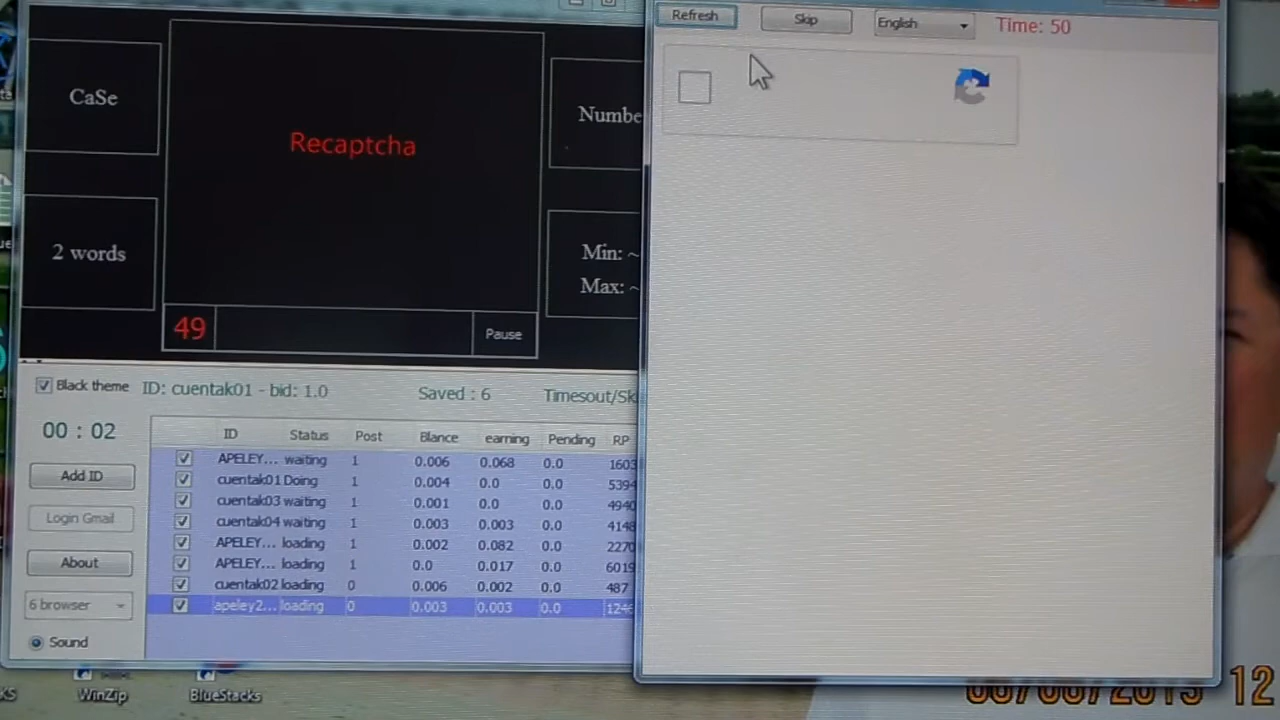 Refresh
Skip
English
Time: 50
CaSe
Recaptcha
2 words
Min: ~
Max: ~
49
Pause
Black theme
ID: cuentak01 - bid: 1.0
Saved : 6
00 : 02
ID Status Post Blance earning Pending RP
APELEY... waiting 1 0.006 0.068 0.0 1603
cuentak01 Doing 1 0.004 0.0 0.0 5394
cuentak03 waiting 1 0.001 0.0 0.0 4940
cuentak04 waiting 1 0.003 0.003 0.0 4148
APELEY... loading 1 0.002 0.082 0.0 2270
APELEY... loading 1 0.0 0.017 0.0 6019
cuentak02 loading 0 0.006 0.002 0.0 487
apeley2... loading 0 0.003 0.003 0.0
Add ID
Login Gmail
About
6 browser
Sound
WinZip
BlueStacks
12